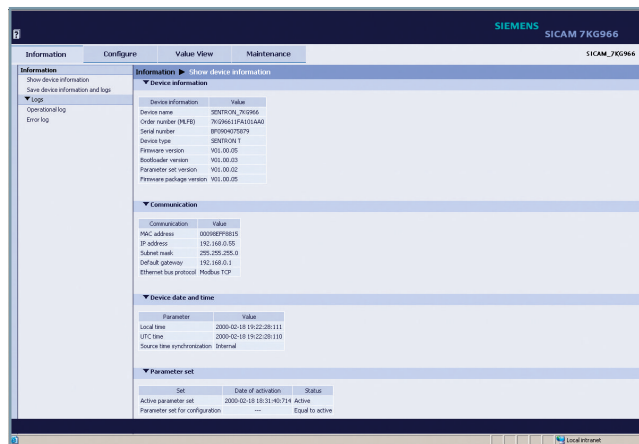 SIEMENS
SICAM 7KG966
?
Information Configure Value View Maintenance SICAM_7KG966
Information
Show device information
Save device information and logs
Logs
Operational log
Error log
Information ▶ Show device information
Device information
Device information Value
Device name SENTRON_7KG966
Order number (MLFB) 7KG96611FA101AA0
Serial number BF0904075879
Device type SENTRON T
Firmware version V01.00.05
Bootloader version V01.00.03
Parameter set version V01.00.02
Firmware package version V01.00.05
Communication
Communication Value
MAC address 00098EFF8815
IP address 192.168.0.55
Subnet mask 255.255.255.0
Default gateway 192.168.0.1
Ethernet bus protocol Modbus TCP
Device date and time
Parameter Value
Local time 2000-02-18 19:22:28:111
UTC time 2000-02-18 19:22:28:110
Source time synchronization Internal
Parameter set
Set Date of activation Status
Active parameter set 2000-02-18 18:31:40:714 Active
Parameter set for configuration --- Equal to active
Local intranet